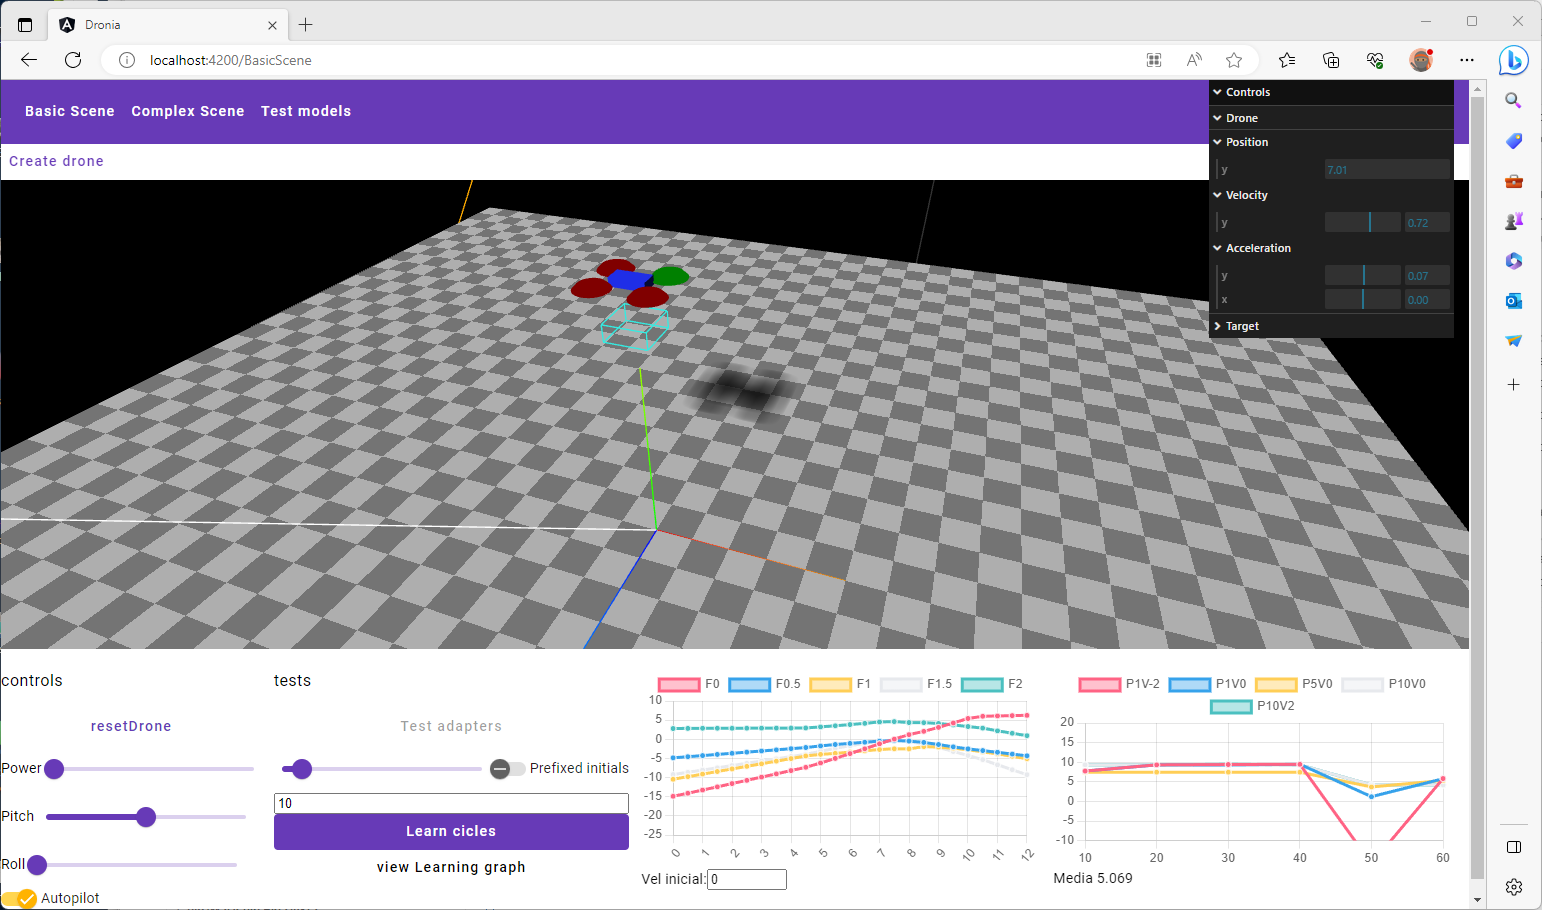 Dronia
localhost:4200/BasicScene
Basic Scene Complex Scene Test models
Create drone
Controls
Drone
Position
y 7.01
Velocity
y 0.72
Acceleration
y 0.07
x 0.00
Target
controls
resetDrone
Power
Pitch
Roll
Autopilot
tests
Test adapters
Prefixed initials
10
Learn cicles
view Learning graph
F0 F0.5 F1 F1.5 F2
10
5
0
-5
-10
-15
-20
-25
0 1 2 3 4 5 6 7 8 9 10 11 12
Vel inicial: 0
P1V-2 P1V0 P5V0 P10V0
P10V2
20
15
10
5
0
-5
-10
10 20 30 40 50 60
Media 5.069